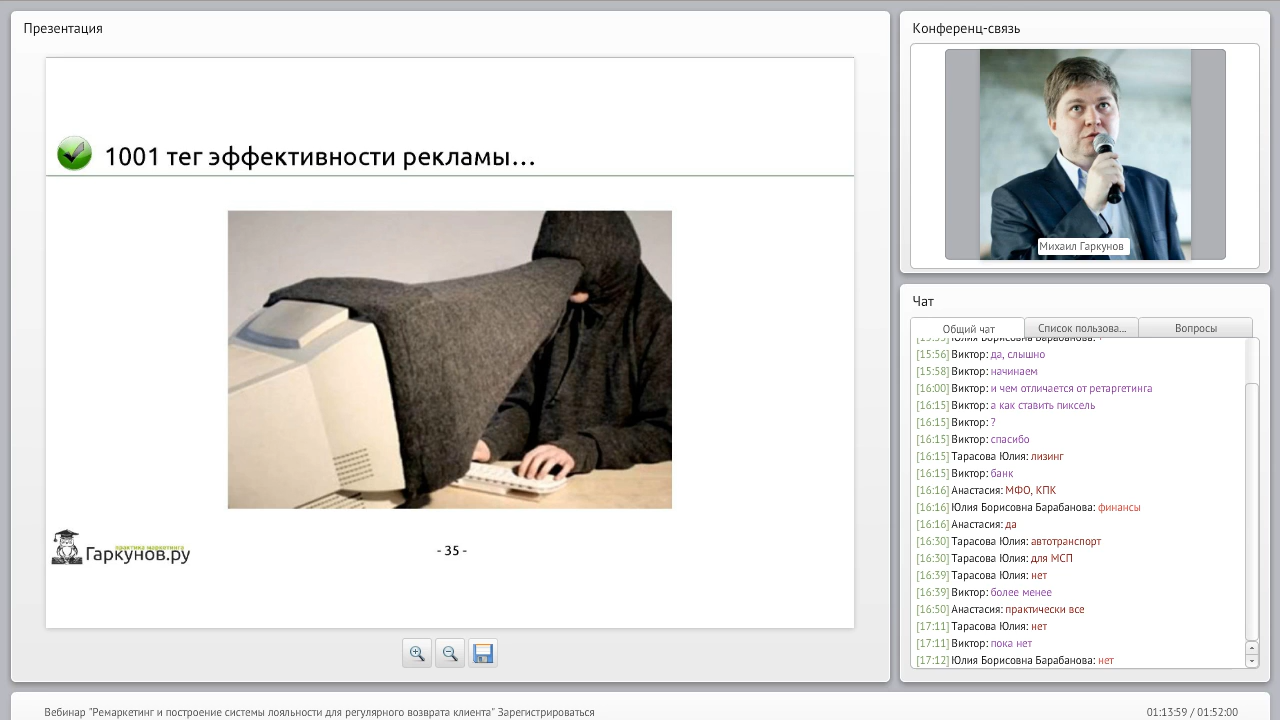 Презентация
1001 тег эффективности рекламы...
практика маркетинга
Гаркунов.ру
- 35 -
Конференц-связь
Михаил Гаркунов
Чат
Общий чат
Список пользова...
Вопросы
Юлия Борисовна Барабанова:
[15:56] Виктор: да, слышно
[15:58] Виктор: начинаем
[16:00] Виктор: и чем отличается от ретаргетинга
[16:15] Виктор: а как ставить пиксель
[16:15] Виктор: ?
[16:15] Виктор: спасибо
[16:15] Тарасова Юлия: лизинг
[16:15] Виктор: банк
[16:16] Анастасия: МФО, КПК
[16:16] Юлия Борисовна Барабанова: финансы
[16:16] Анастасия: да
[16:30] Тарасова Юлия: автотранспорт
[16:30] Тарасова Юлия: для МСП
[16:39] Тарасова Юлия: нет
[16:39] Виктор: более менее
[16:50] Анастасия: практически все
[17:11] Тарасова Юлия: нет
[17:11] Виктор: пока нет
[17:12] Юлия Борисовна Барабанова: нет
Вебинар "Ремаркетинг и построение системы лояльности для регулярного возврата клиента" Зарегистрироваться
01:13:59 / 01:52:00